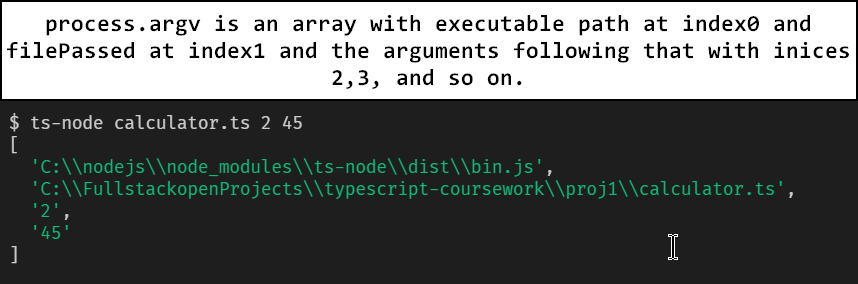 process.argv is an array with executable path at index0 and
filePassed at index1 and the arguments following that with inices
2,3, and so on.
$ ts-node calculator.ts 2 45
[
  'C:\\nodejs\\node_modules\\ts-node\\dist\\bin.js',
  'C:\\FullstackopenProjects\\typescript-coursework\\proj1\\calculator.ts',
  '2',
  '45'
]